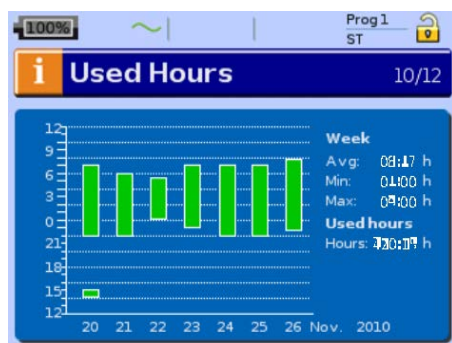 100%
Prog 1
ST
i Used Hours 10/12
12
9
6
3
0
21
18
15
12
20 21 22 23 24 25 26 Nov. 2010
Week
Avg: h
Min: h
Max: h
Used hours
Hours: h